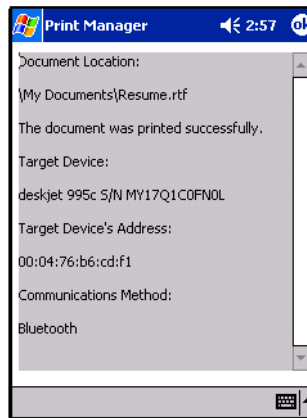 Print Manager 2:57 ok
Document Location:
\My Documents\Resume.rtf
The document was printed successfully.
Target Device:
deskjet 995c S/N MY17Q1C0FN0L
Target Device's Address:
00:04:76:b6:cd:f1
Communications Method:
Bluetooth